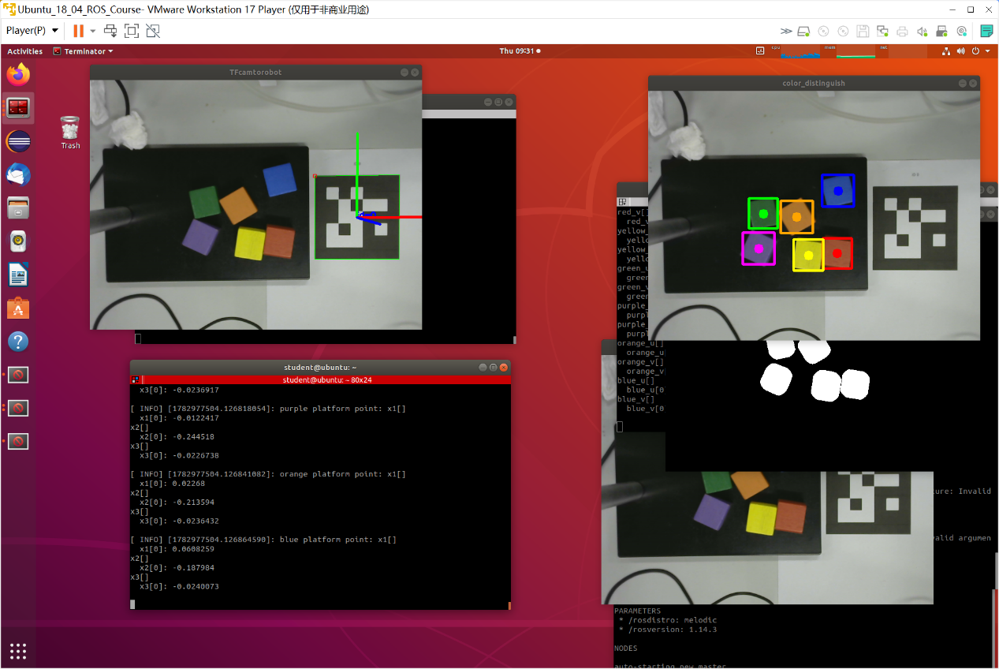 Ubuntu_18_04_ROS_Course- VMware Workstation 17 Player (仅用于非商业用途)
Player(P)
Activities
Terminator
Thu 09:31
cpu
mem
net
Trash
TFcamtorobot
color_distinguish
red_v[]
red_v
yellow_
yello
yellow_
yello
green_u
green
green_v
green
purple_
purpl
purple_
purpl
orange_u[]
orange_u
orange_v[]
orange_v
blue_u[]
blue_u[0
blue_v[]
blue_v[0
student@ubuntu: ~
student@ubuntu: ~ 80x24
x3[0]: -0.0236917
[ INFO] [1782977504.126818054]: purple platform point: x1[]
x1[0]: -0.0122417
x2[]
x2[0]: -0.244518
x3[]
x3[0]: -0.0226738
[ INFO] [1782977504.126841082]: orange platform point: x1[]
x1[0]: 0.02268
x2[]
x2[0]: -0.213594
x3[]
x3[0]: -0.0236432
[ INFO] [1782977504.126864590]: blue platform point: x1[]
x1[0]: 0.0608259
x2[]
x2[0]: -0.187984
x3[]
x3[0]: -0.0240073
ture: Invalid
valid argumen
PARAMETERS
* /rosdistro: melodic
* /rosversion: 1.14.3
NODES
auto-starting new master